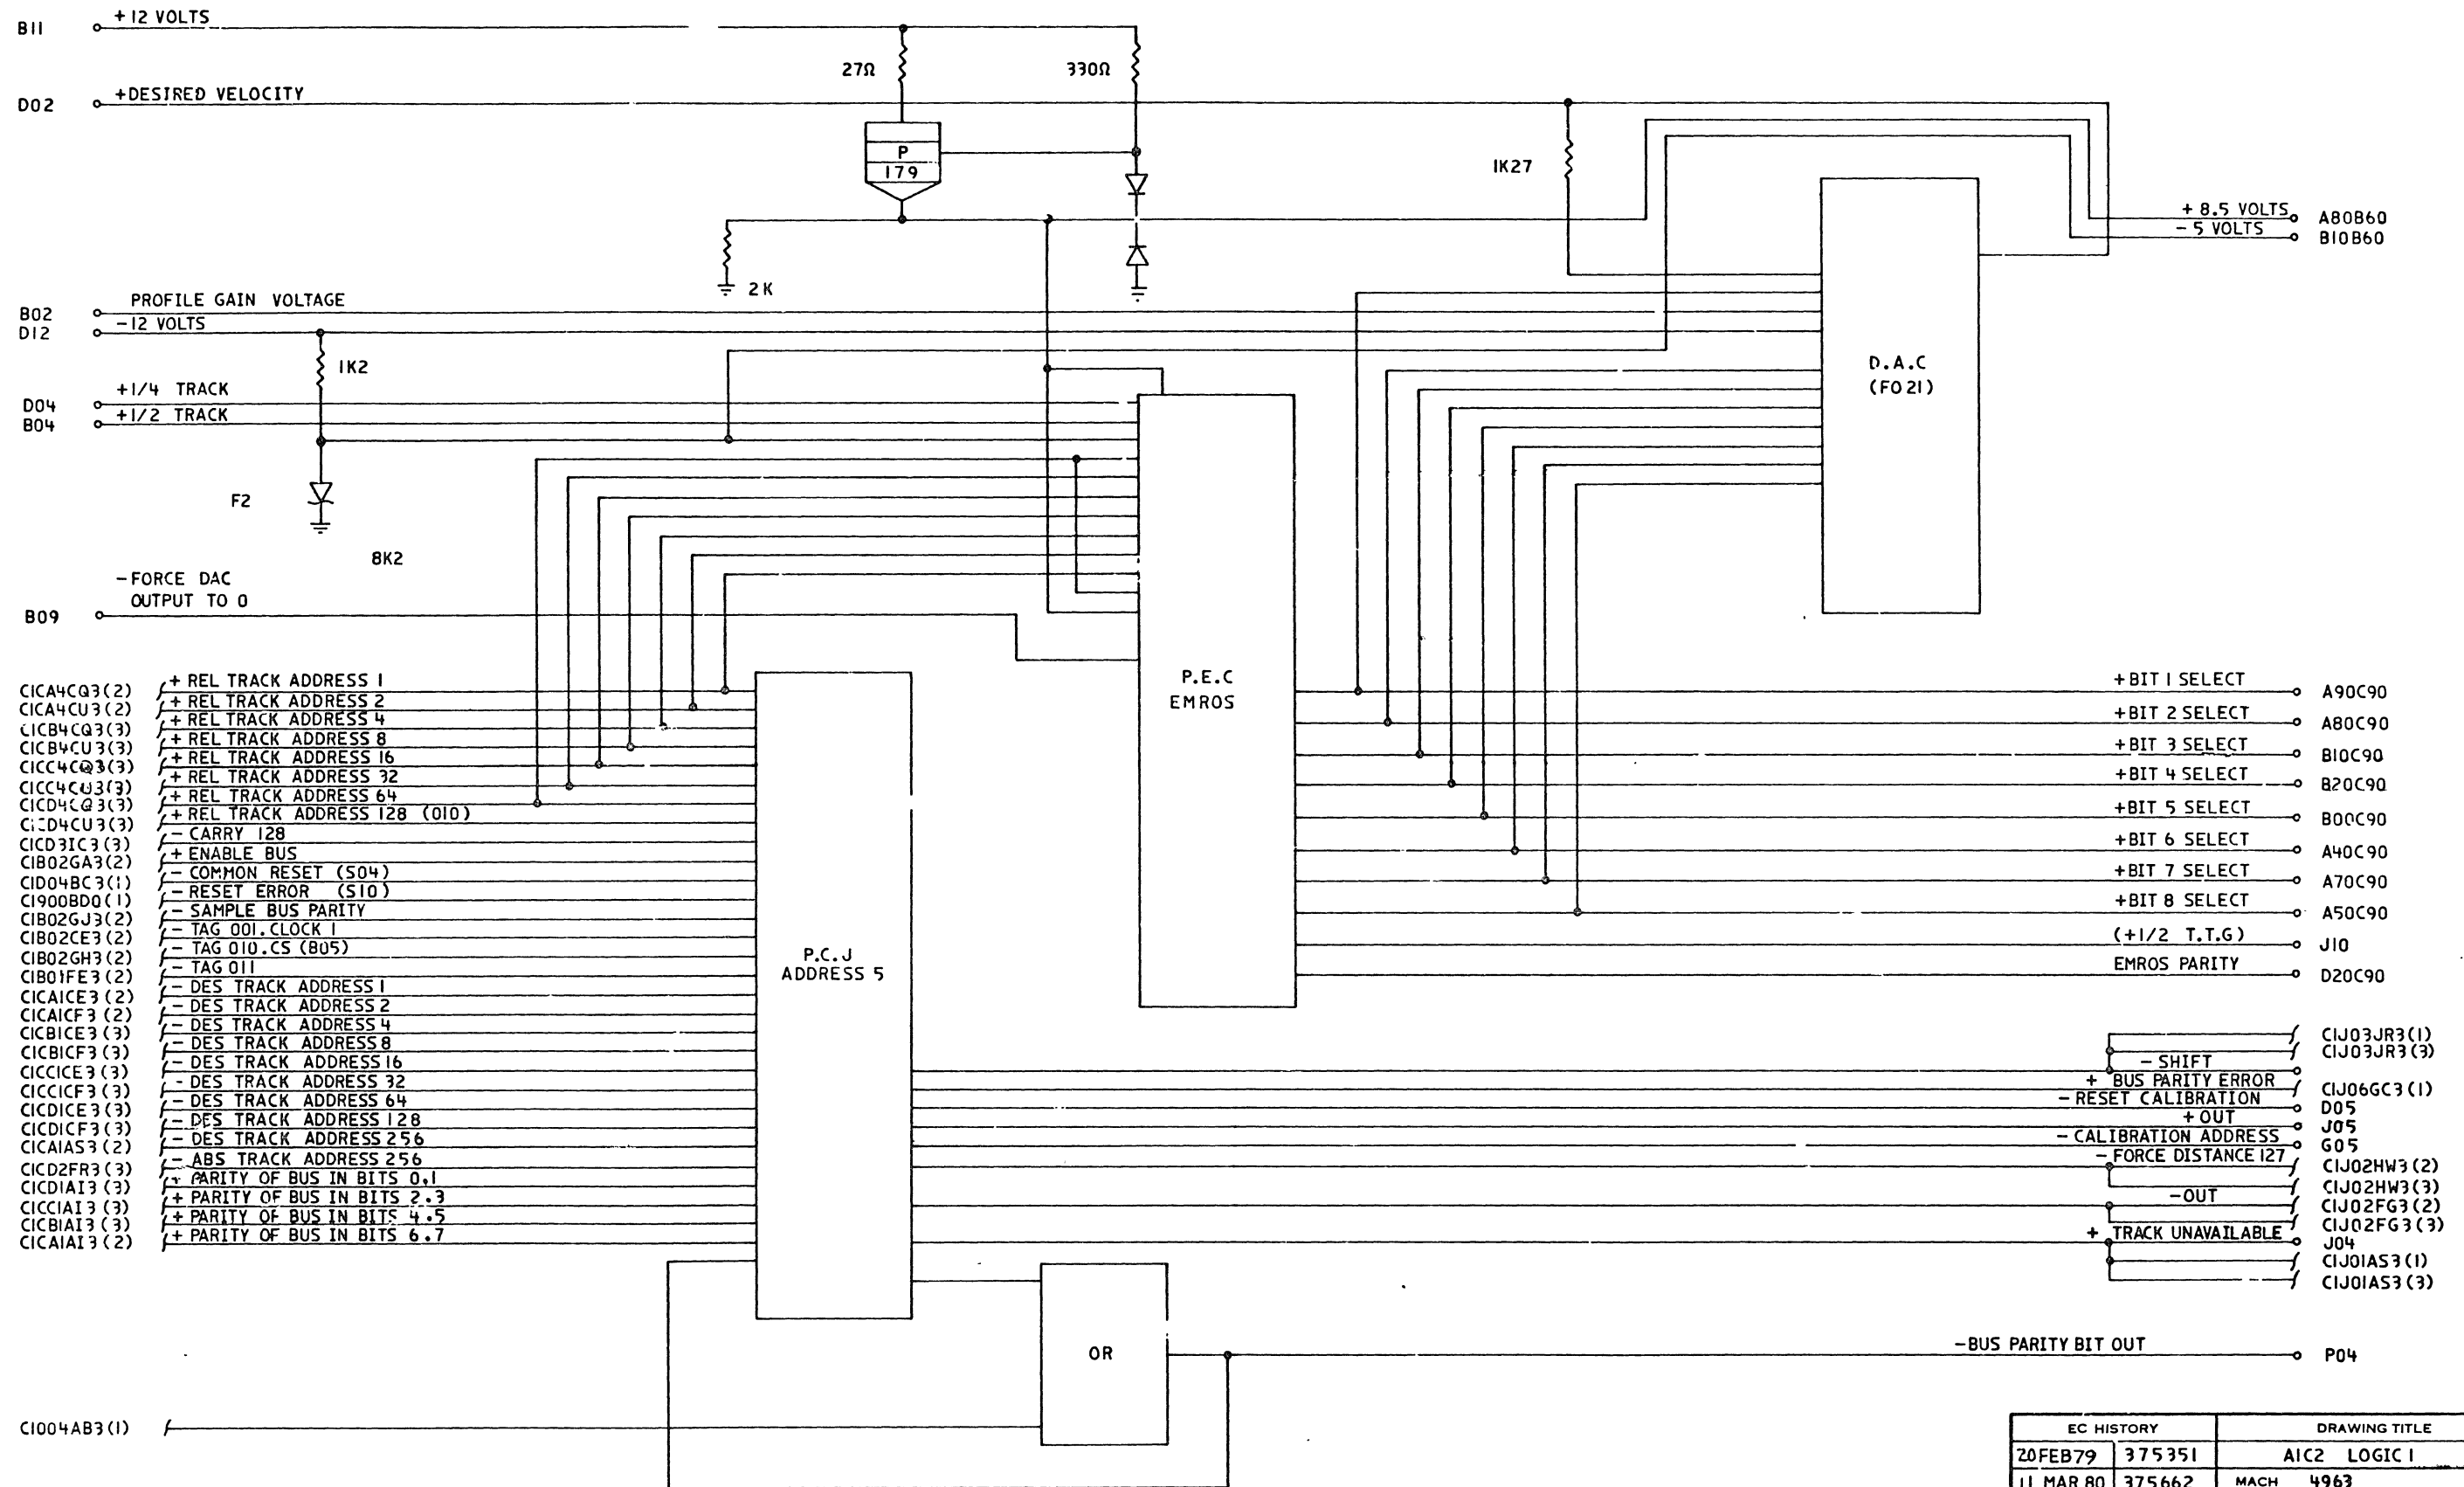 B11 +12 VOLTS
27Ω 330Ω
D02 +DESIRED VELOCITY
P
179
1K27
+ 8.5 VOLTS A80B60
- 5 VOLTS B10B60
2K
B02 PROFILE GAIN VOLTAGE
D12 -12 VOLTS
1K2
D.A.C
(F021)
D04 +1/4 TRACK
B04 +1/2 TRACK
F2
8K2
-FORCE DAC
OUTPUT TO 0
B09
P.E.C
EMROS
C1CA4CQ3(2) + REL TRACK ADDRESS 1
C1CA4CU3(2) + REL TRACK ADDRESS 2
C1CB4CQ3(3) + REL TRACK ADDRESS 4
C1CB4CU3(3) + REL TRACK ADDRESS 8
C1CC4CQ3(3) + REL TRACK ADDRESS 16
C1CC4CU3(3) + REL TRACK ADDRESS 32
C1CD4CQ3(3) + REL TRACK ADDRESS 64
+ REL TRACK ADDRESS 128 (010)
C1CD3IC3(3) - CARRY 128
C1B02GA3(2) + ENABLE BUS
C1D04BC3(1) - COMMON RESET (S04)
C1900BD0(1) - RESET ERROR (S10)
C1B02GJ3(2) - SAMPLE BUS PARITY
C1B02CE3(2) - TAG 001.CLOCK 1
C1B02GH3(2) - TAG 010.CS (B05)
C1B01FE3(2) - TAG 011
C1CA1CE3(2) - DES TRACK ADDRESS 1
C1CA1CF3(2) - DES TRACK ADDRESS 2
C1CB1CE3(3) - DES TRACK ADDRESS 4
C1CB1CF3(3) - DES TRACK ADDRESS 8
C1CC1CE3(3) - DES TRACK ADDRESS 16
C1CC1CF3(3) - DES TRACK ADDRESS 32
C1CD1CE3(3) - DES TRACK ADDRESS 64
C1CD1CF3(3) - DES TRACK ADDRESS 128
C1CA1AS3(2) - DES TRACK ADDRESS 256
C1CD2FR3(3) - ABS TRACK ADDRESS 256
C1CD1AI3(3) + PARITY OF BUS IN BITS 0.1
C1CC1AI3(3) + PARITY OF BUS IN BITS 2.3
C1CB1AI3(3) + PARITY OF BUS IN BITS 4.5
C1CA1AI3(2) + PARITY OF BUS IN BITS 6.7
P.C.J
ADDRESS 5
+BIT 1 SELECT A90C90
+BIT 2 SELECT A80C90
+BIT 3 SELECT B10C90
+BIT 4 SELECT B20C90
+BIT 5 SELECT B00C90
+BIT 6 SELECT A40C90
+BIT 7 SELECT A70C90
+BIT 8 SELECT A50C90
(+1/2 T.T.G) J10
EMROS PARITY D20C90
C1J03JR3(1)
C1J03JR3(3)
- SHIFT
+ BUS PARITY ERROR C1J06GC3(1)
- RESET CALIBRATION D05
+ OUT J05
- CALIBRATION ADDRESS G05
- FORCE DISTANCE 127 C1J02HW3(2)
C1J02HW3(3)
-OUT C1J02FG3(2)
C1J02FG3(3)
+ TRACK UNAVAILABLE J04
C1J01AS3(1)
C1J01AS3(3)
OR
-BUS PARITY BIT OUT P04
C1004AB3(1)
EC HISTORY DRAWING TITLE
20FEB79 375351 A1C2 LOGIC 1
11 MAR 80 375662 MACH 4963